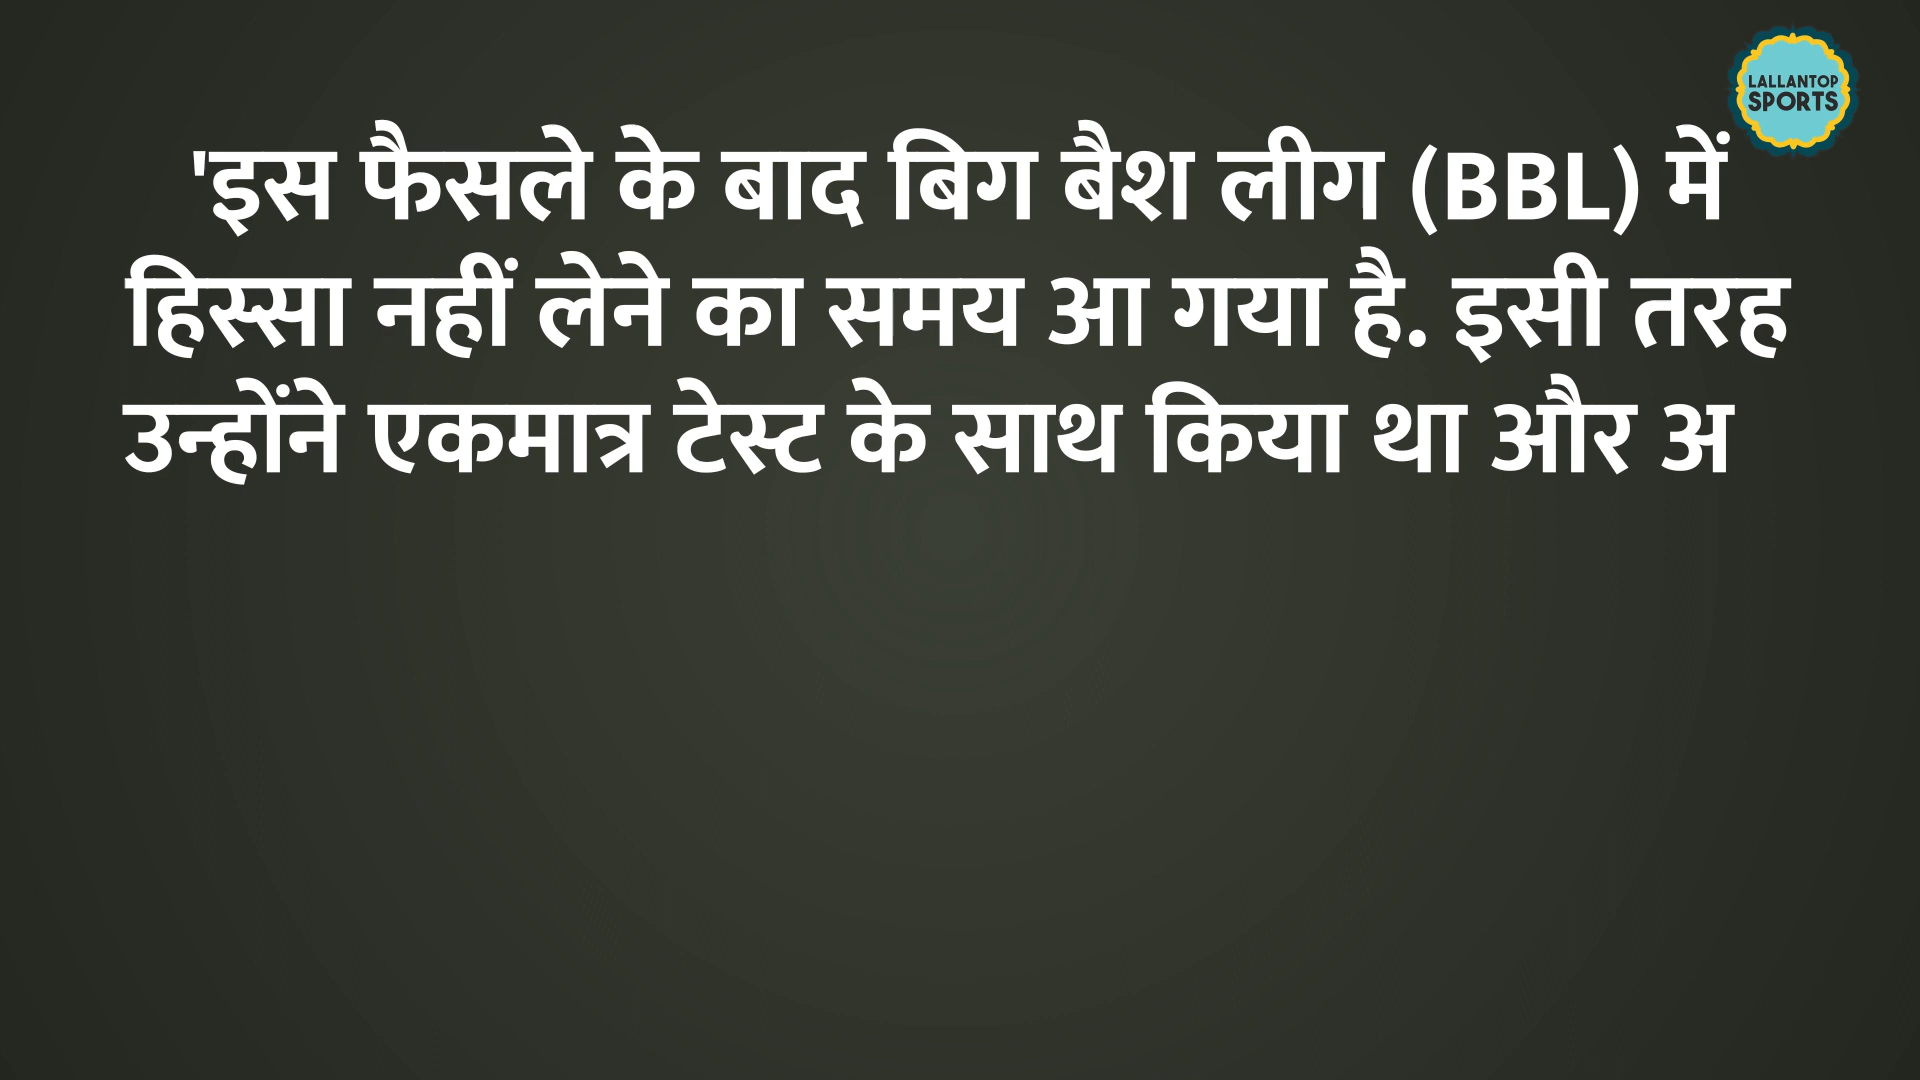 LALLANTOP
SPORTS
'इस फैसले के बाद बिग बैश लीग (BBL) में
हिस्सा नहीं लेने का समय आ गया है. इसी तरह
उन्होंने एकमात्र टेस्ट के साथ किया था और अ